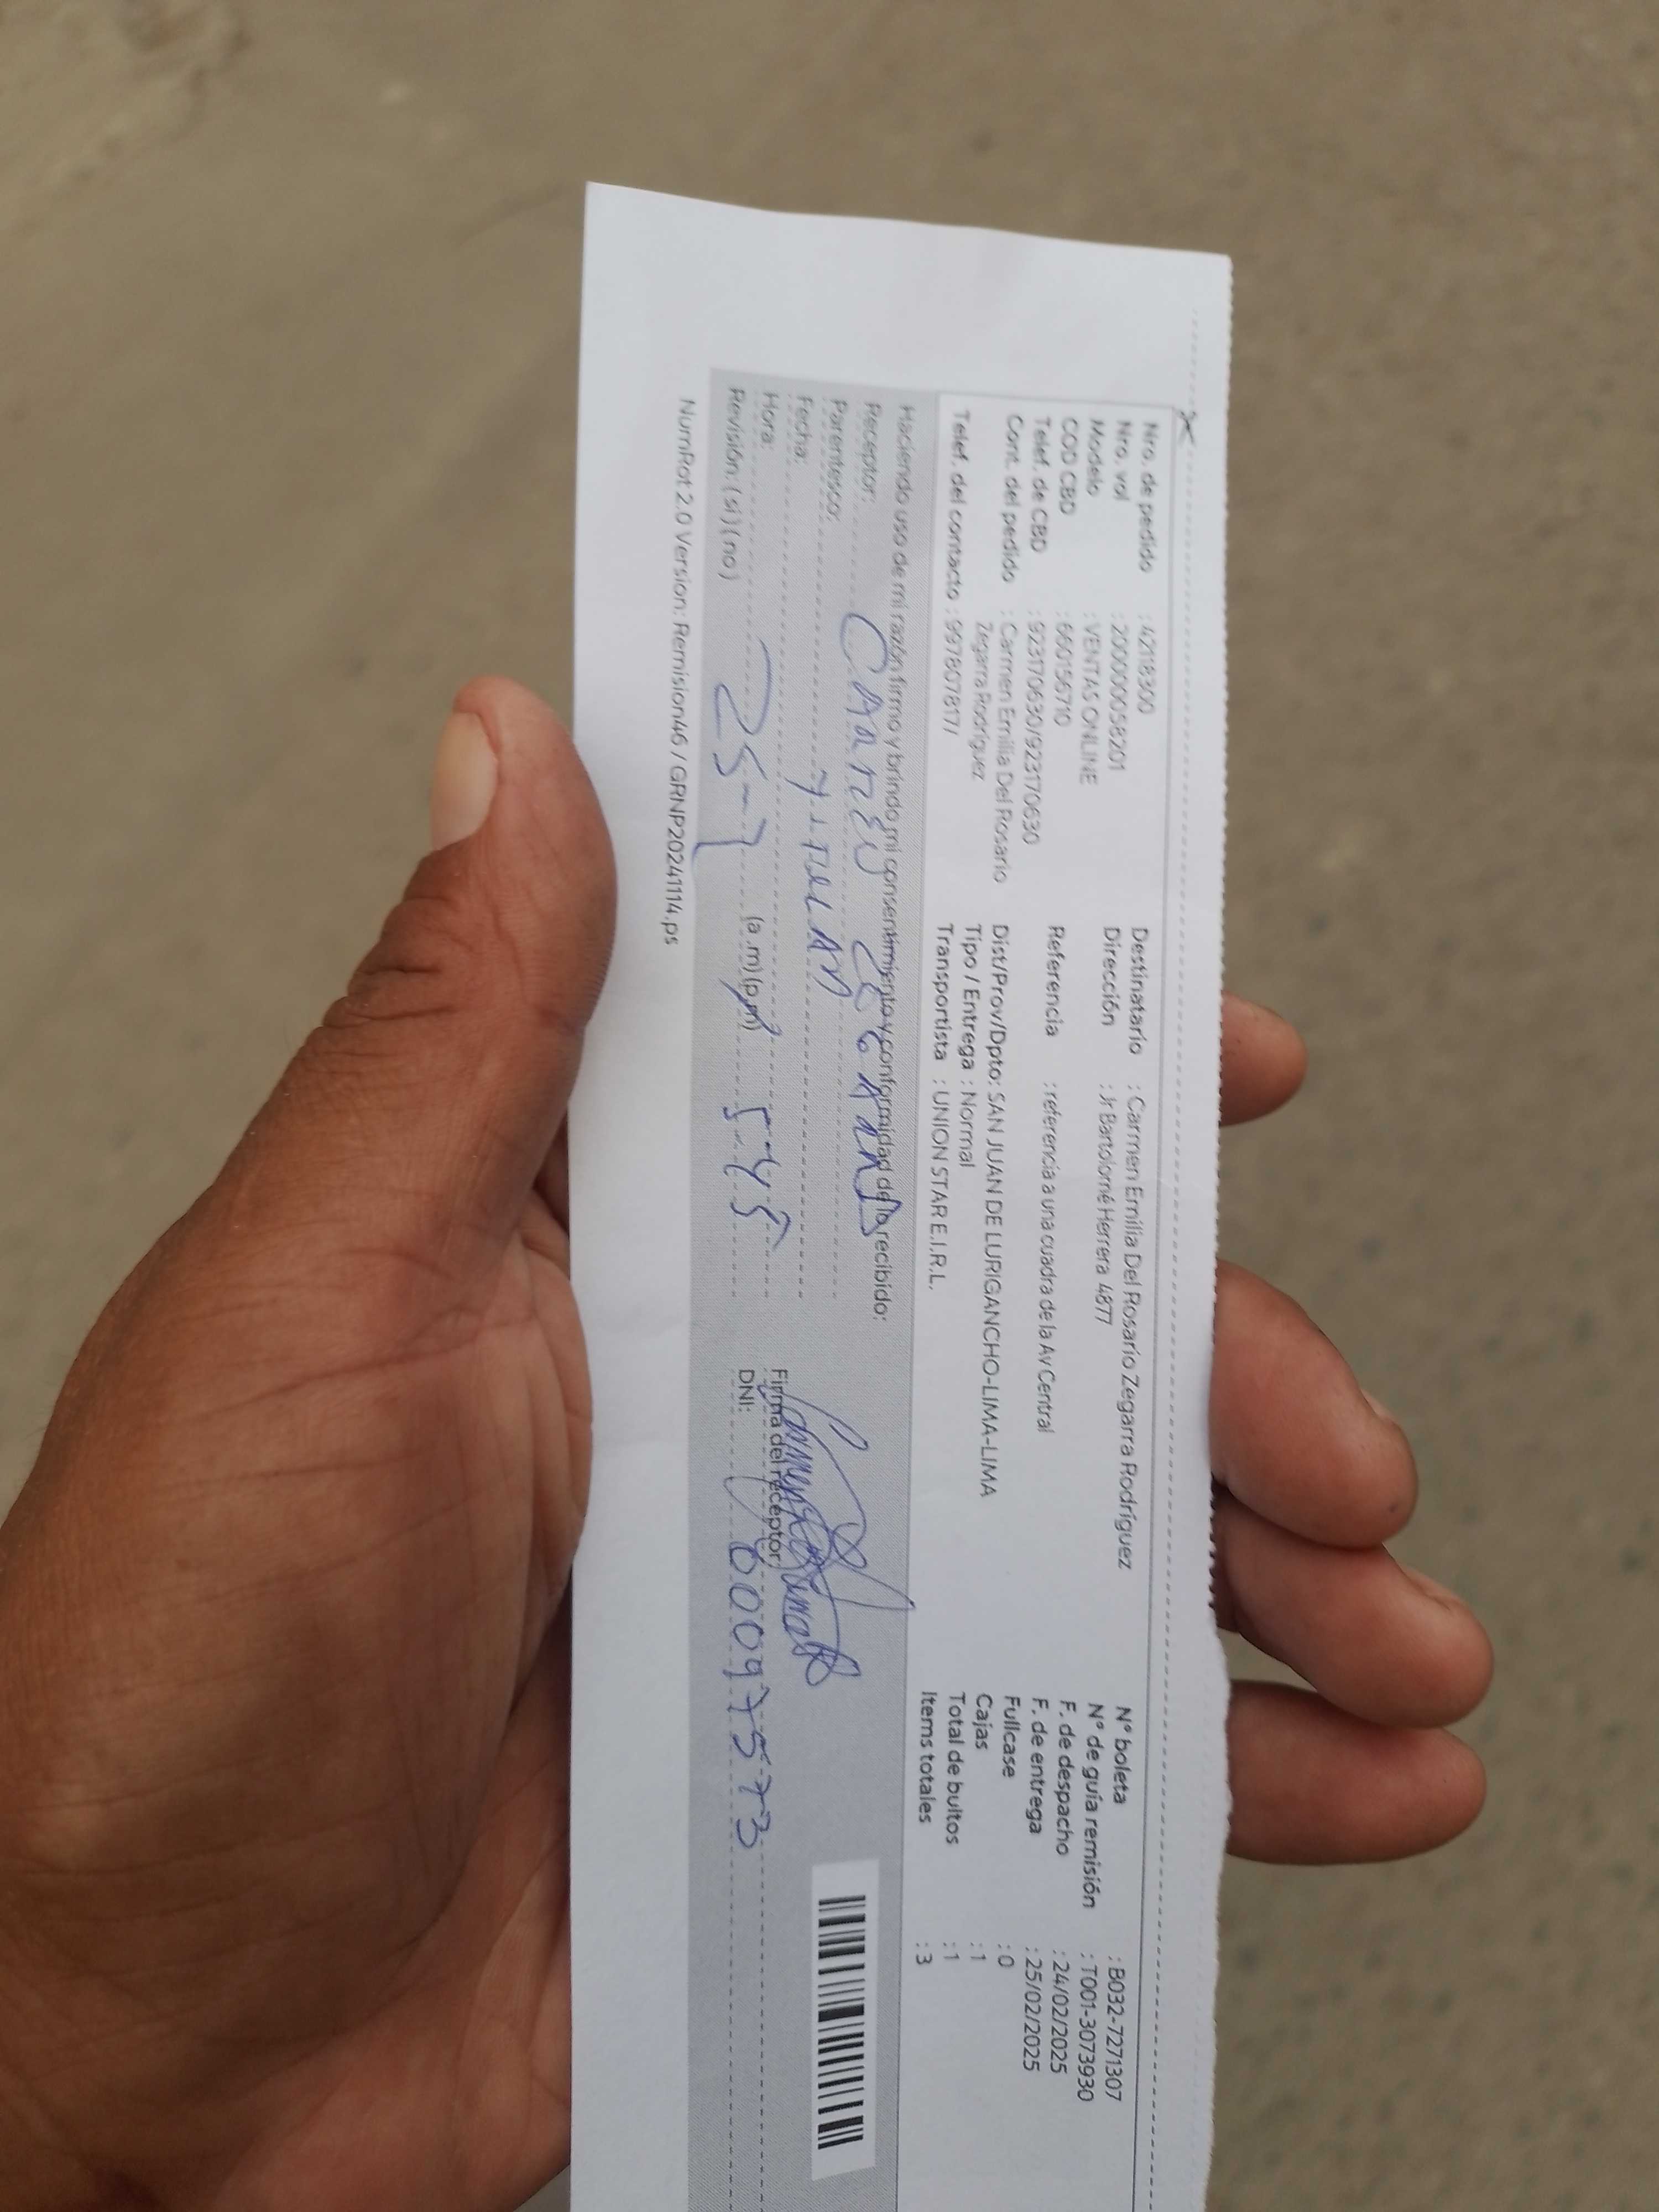 Nro. de pedido : 42118300
Nro. vol : 20000005B201
Modelo : VENTAS ONLINE
COD CBD : 660156710
Telef. de CBD : 923170630/923170630
Cont. del pedido : Carmen Emilia Del Rosario
Zegarra Rodríguez
Telef. del contacto : 997807817/
Destinatario : Carmen Emilia Del Rosario Zegarra Rodríguez
Dirección : Jr Bartolomé Herrera 4877
Referencia : referencia a una cuadra de la Av Central
Dist/Prov/Dpto: SAN JUAN DE LURIGANCHO-LIMA-LIMA
Tipo / Entrega : Normal
Transportista : UNION STAR E.I.R.L.
N° boleta : B032-7271307
N° de guía remisión : T001-3073930
F. de despacho : 24/02/2025
F. de entrega : 25/02/2025
Fullcase : 0
Cajas : 1
Total de bultos : 1
Items totales : 3
Haciendo uso de mi razón firmo y brindo mi consentimiento y conformidad de lo recibido:
Receptor:
Parentesco:
Fecha:
Hora: (a.m)(p.m)
Revisión: (si)(no)
Firma del receptor:
DNI:
NumRot 2.0 Version: Remision46 / GRNP20241114.ps